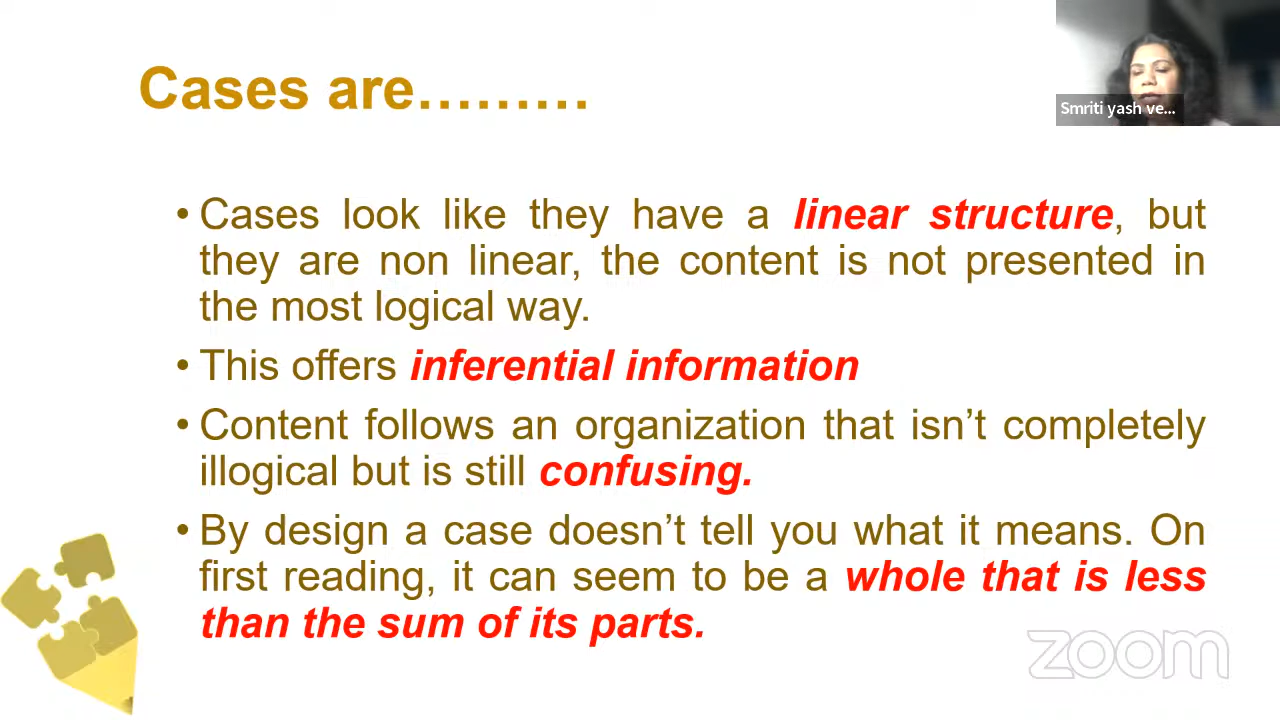 Cases are.........
Smriti yash ve...
• Cases look like they have a linear structure, but
they are non linear, the content is not presented in
the most logical way.
• This offers inferential information
• Content follows an organization that isn't completely
illogical but is still confusing.
• By design a case doesn't tell you what it means. On
first reading, it can seem to be a whole that is less
than the sum of its parts.
zoom